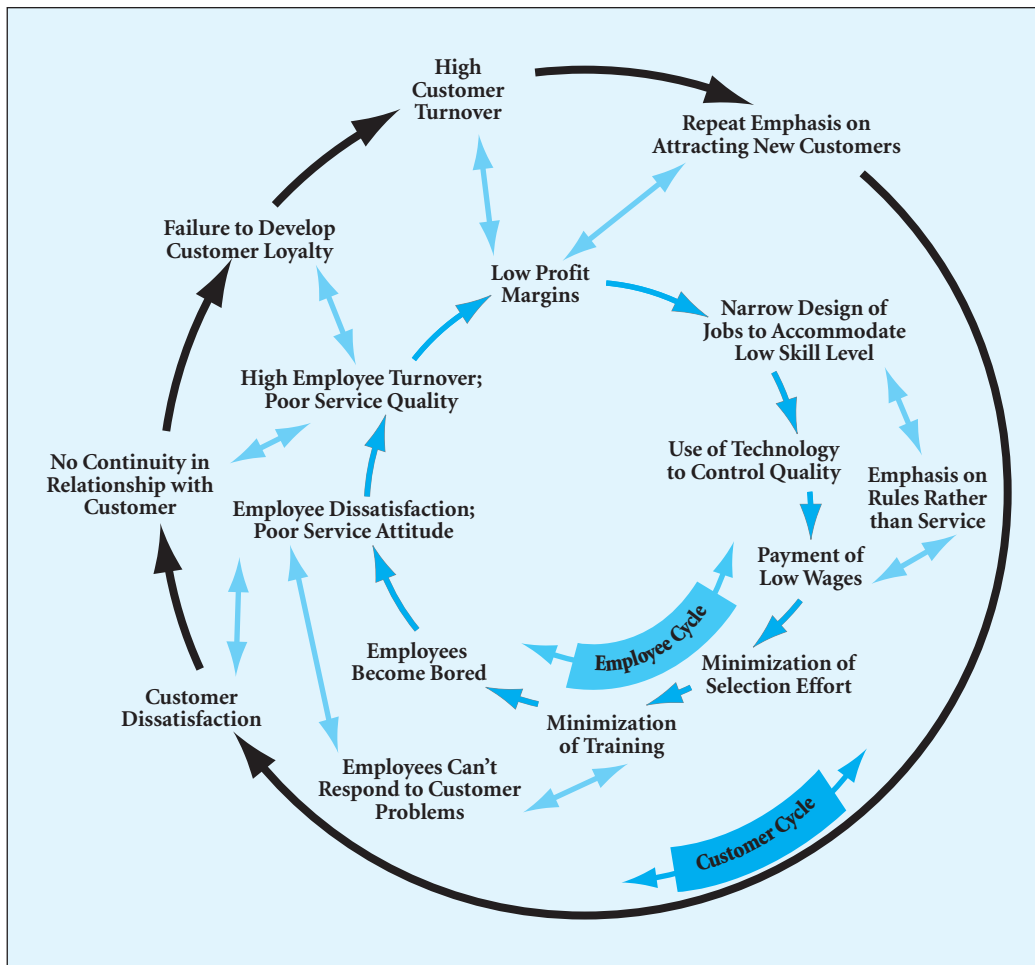 High
Customer
Turnover
Repeat Emphasis on
Attracting New Customers
Failure to Develop
Customer Loyalty
Low Profit
Margins
Narrow Design of
Jobs to Accommodate
Low Skill Level
High Employee Turnover;
Poor Service Quality
Use of Technology
to Control Quality
No Continuity in
Relationship with
Customer
Emphasis on
Rules Rather
than Service
Employee Dissatisfaction;
Poor Service Attitude
Payment of
Low Wages
Employee Cycle
Employees
Become Bored
Minimization of
Selection Effort
Customer
Dissatisfaction
Minimization
of Training
Employees Can’t
Respond to Customer
Problems
Customer Cycle